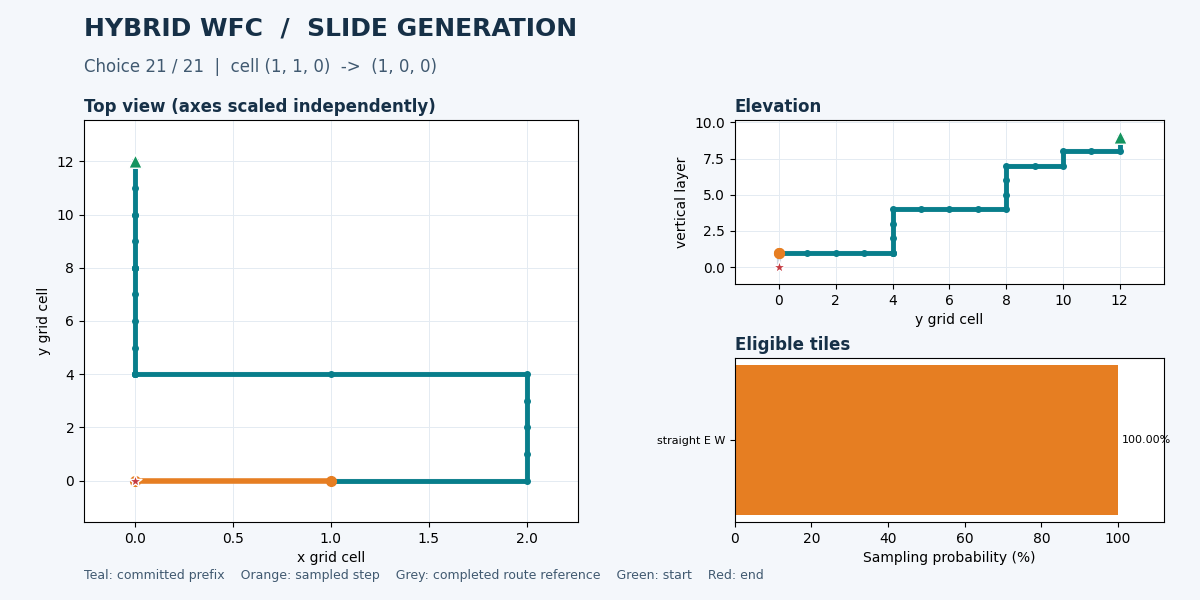 HYBRID WFC / SLIDE GENERATION
Choice 21 / 21 | cell (1, 1, 0) -> (1, 0, 0)
Top view (axes scaled independently)
12
10
8
6
4
2
0
y grid cell
0.0 0.5 1.0 1.5 2.0
x grid cell
Elevation
10.0
7.5
5.0
2.5
0.0
vertical layer
0 2 4 6 8 10 12
y grid cell
Eligible tiles
straight E W
100.00%
0 20 40 60 80 100
Sampling probability (%)
Teal: committed prefix Orange: sampled step Grey: completed route reference Green: start Red: end